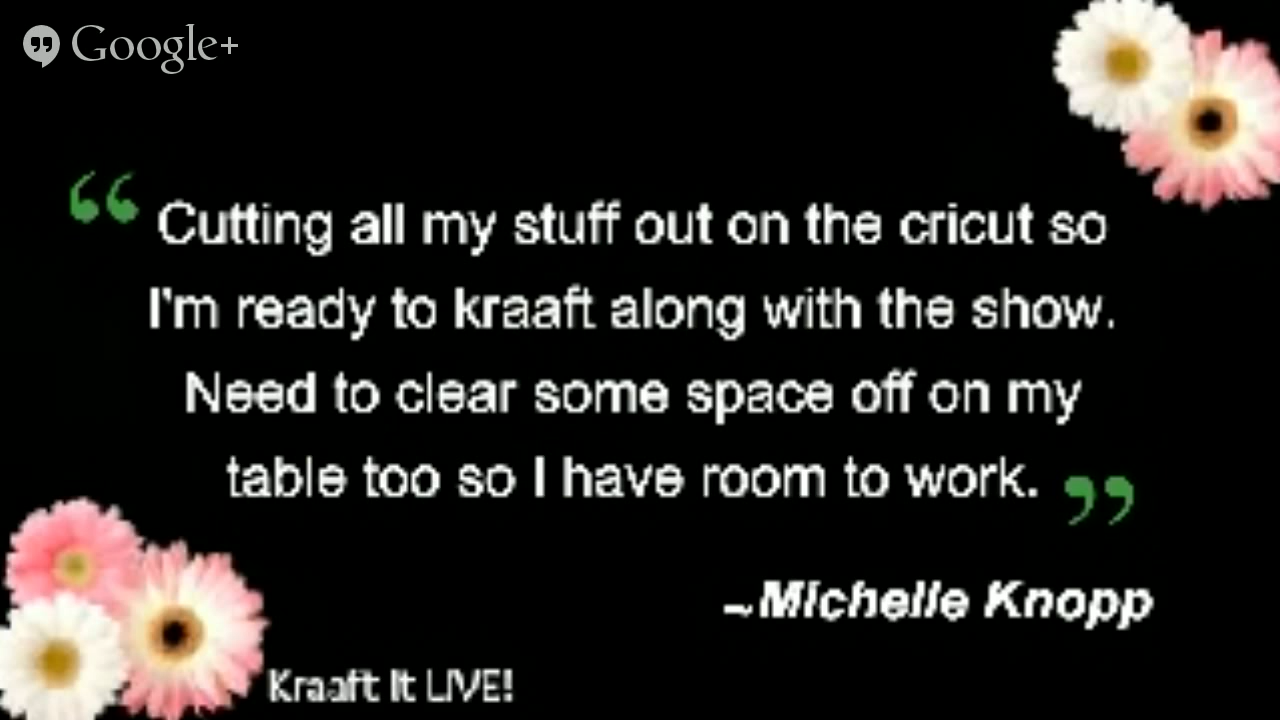 Google+
“ Cutting all my stuff out on the cricut so
I'm ready to kraaft along with the show.
Need to clear some space off on my
table too so I have room to work. ”
~Michelle Knopp
Kraaft It LIVE!